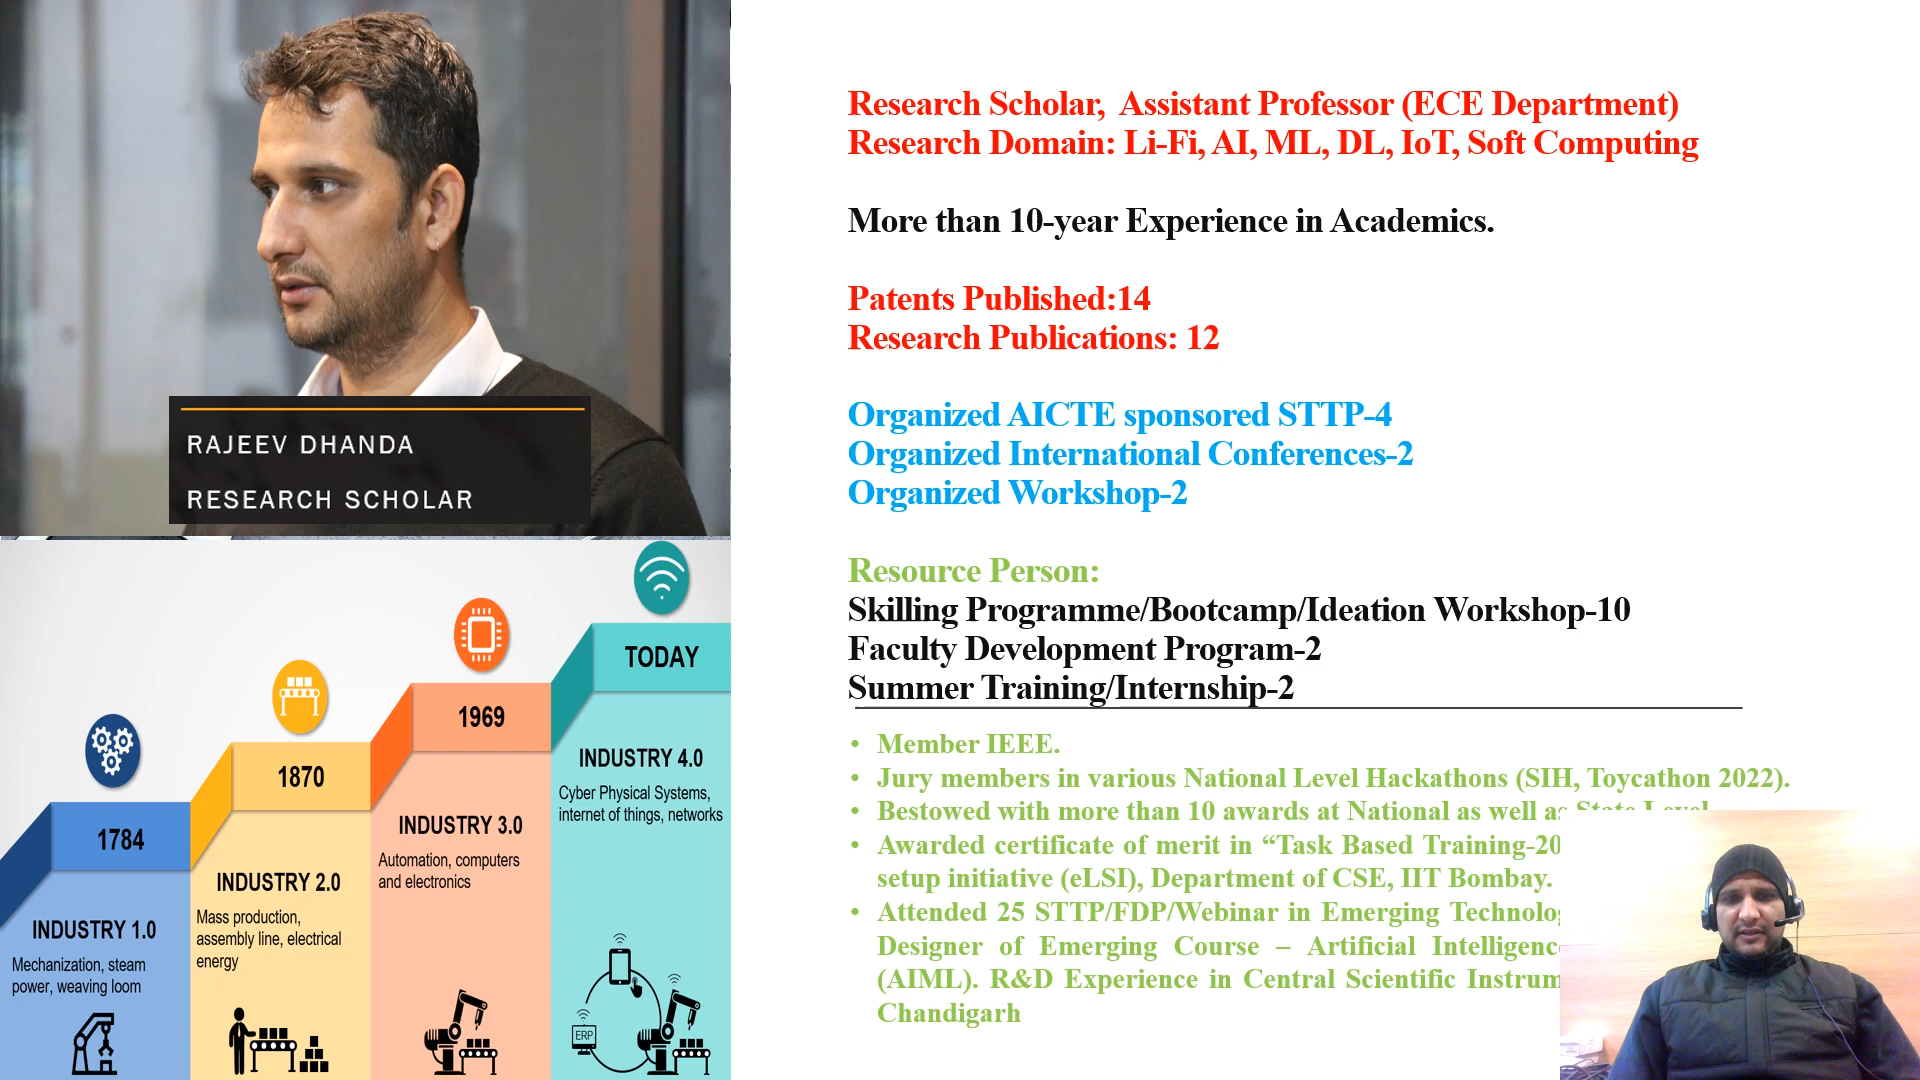 RAJEEV DHANDA
RESEARCH SCHOLAR
Research Scholar, Assistant Professor (ECE Department)
Research Domain: Li-Fi, AI, ML, DL, IoT, Soft Computing
More than 10-year Experience in Academics.
Patents Published:14
Research Publications: 12
Organized AICTE sponsored STTP-4
Organized International Conferences-2
Organized Workshop-2
Resource Person:
Skilling Programme/Bootcamp/Ideation Workshop-10
Faculty Development Program-2
Summer Training/Internship-2
• Member IEEE.
• Jury members in various National Level Hackathons (SIH, Toycathon 2022).
• Bestowed with more than 10 awards at National as well as State Level
• Awarded certificate of merit in “Task Based Training-20
setup initiative (eLSI), Department of CSE, IIT Bombay.
• Attended 25 STTP/FDP/Webinar in Emerging
Designer of Emerging Course – Artificial
(AIML). R&D Experience in Central Scientific
Chandigarh
1784
INDUSTRY 1.0
Mechanization, steam
power, weaving loom
1870
INDUSTRY 2.0
Mass production,
assembly line, electrical
energy
1969
INDUSTRY 3.0
Automation, computers
and electronics
TODAY
INDUSTRY 4.0
Cyber Physical Systems,
internet of things, networks
ERP